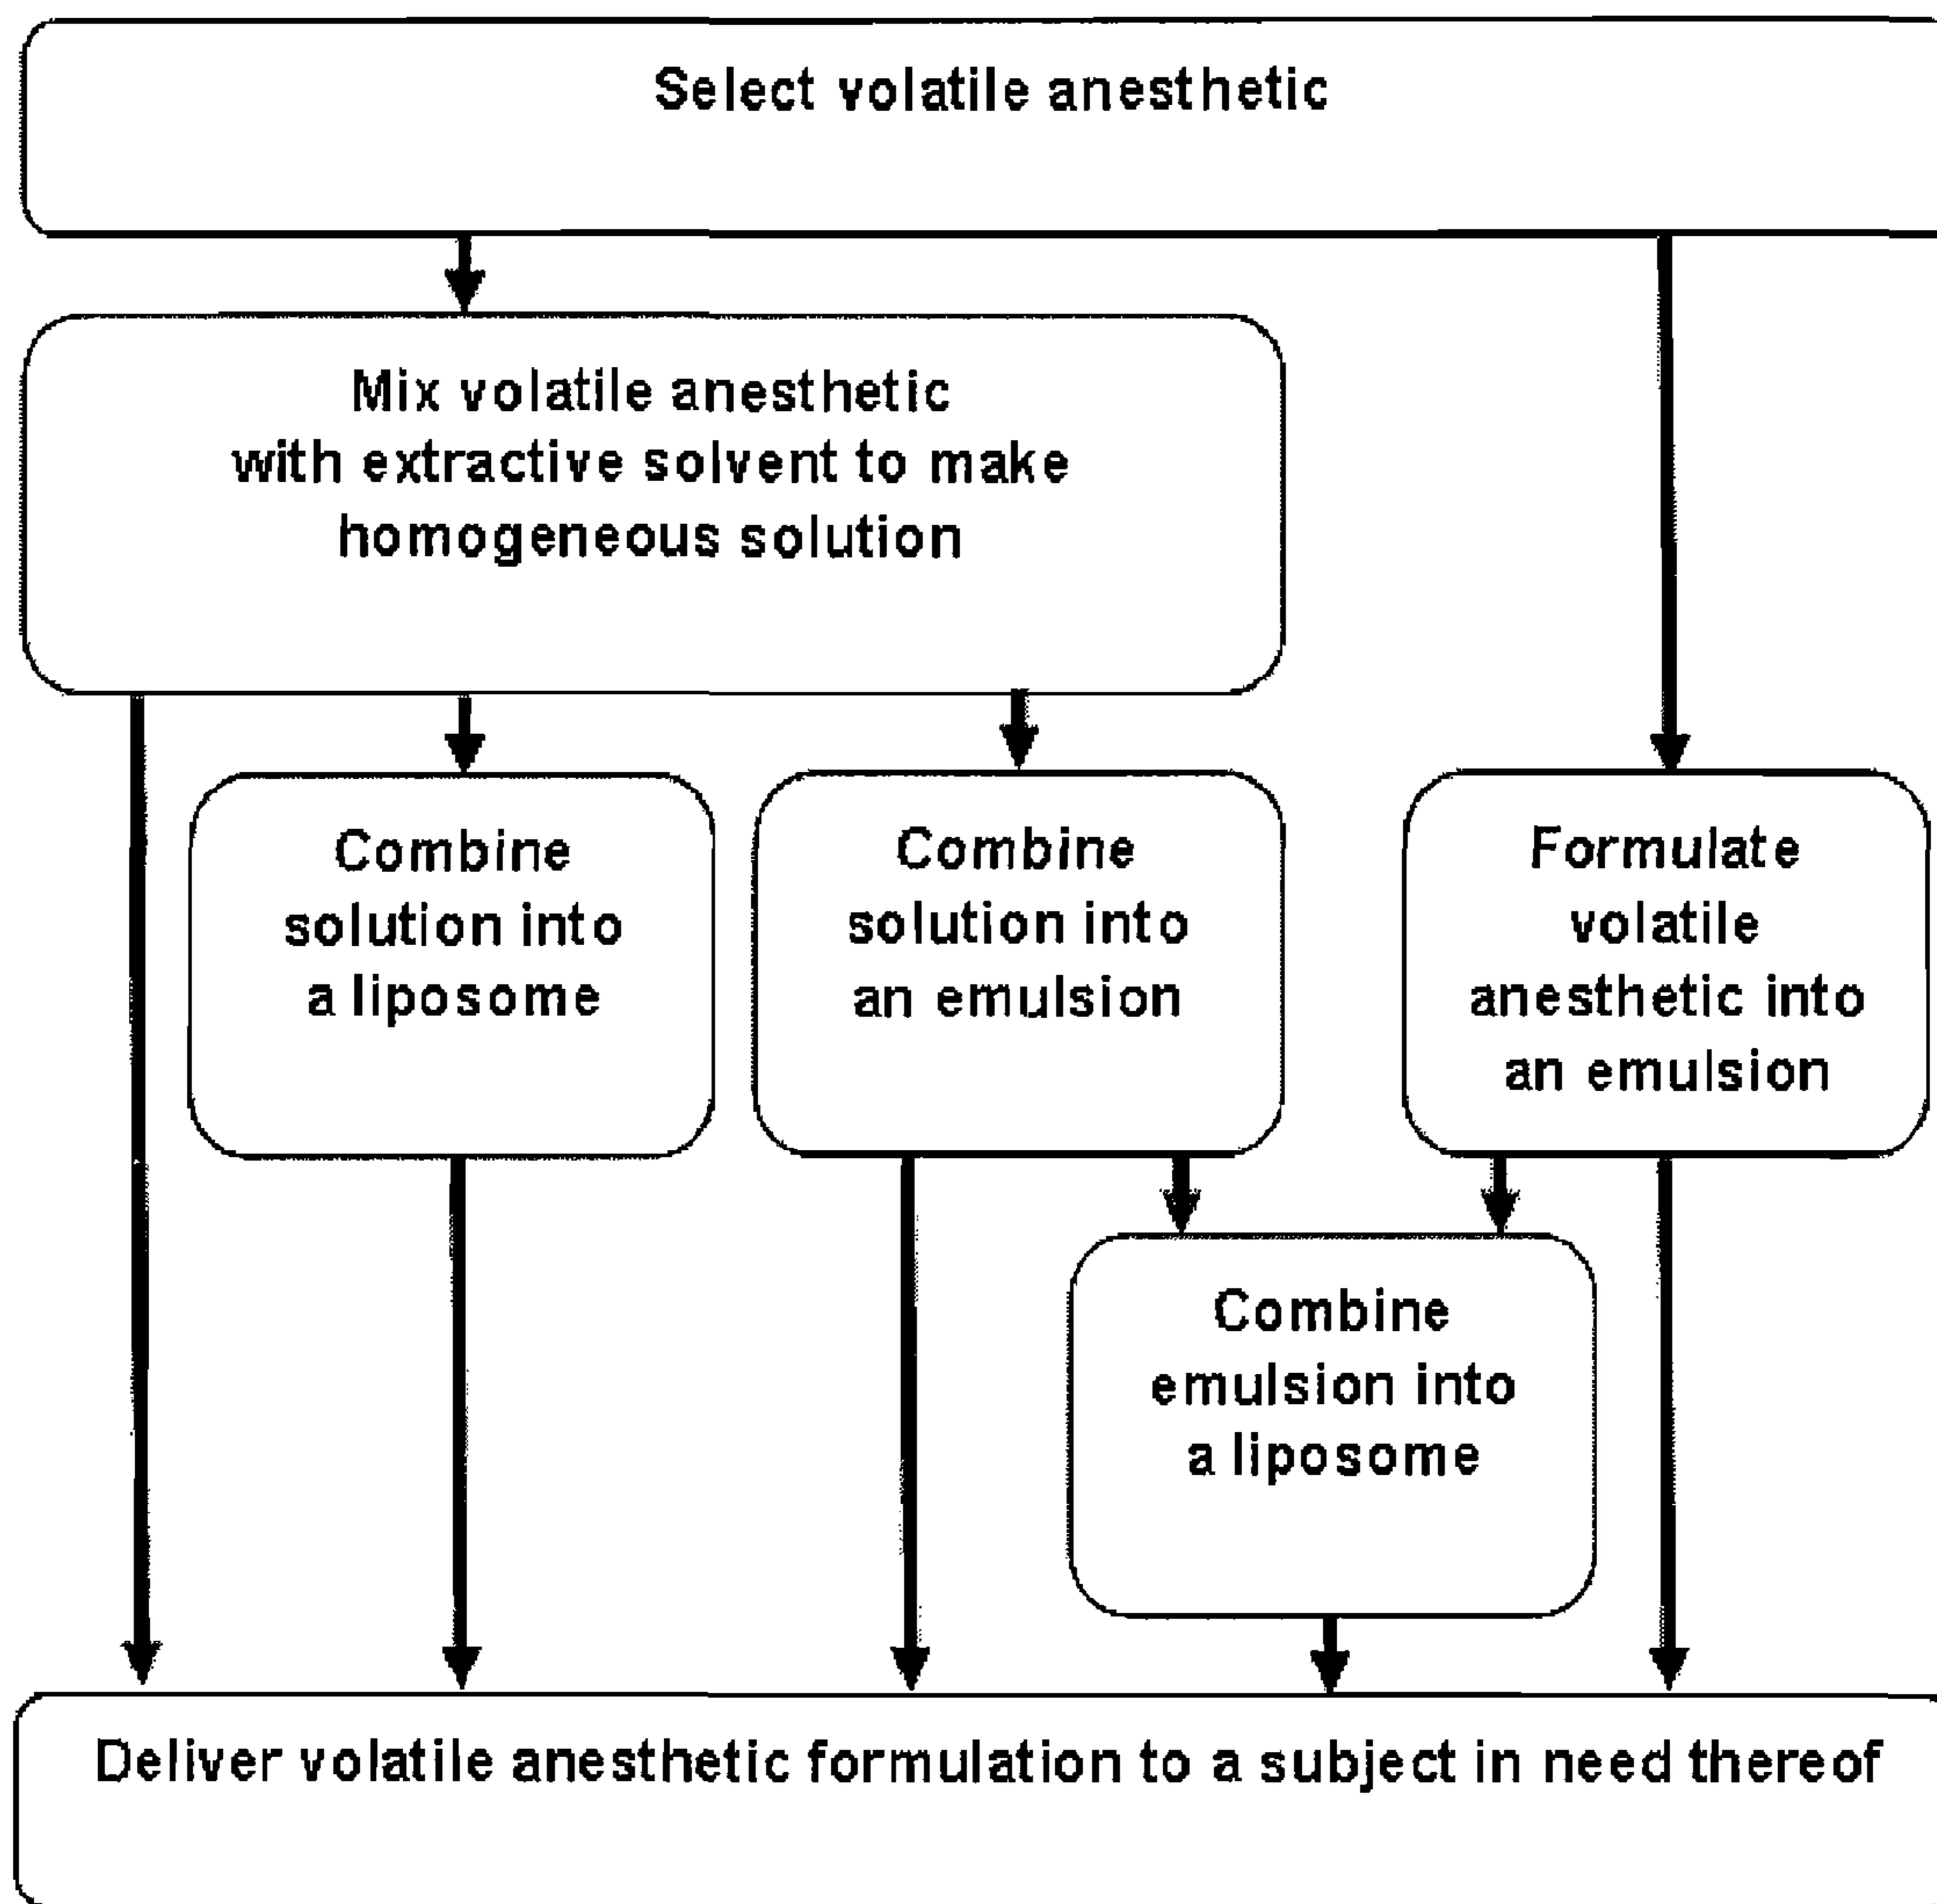 Select volatile anesthetic
Mix volatile anesthetic
with extractive solvent to make
homogeneous solution
Combine
solution into
a liposome
Combine
solution into
an emulsion
Formulate
volatile
anesthetic into
an emulsion
Combine
emulsion into
a liposome
Deliver volatile anesthetic formulation to a subject in need thereof